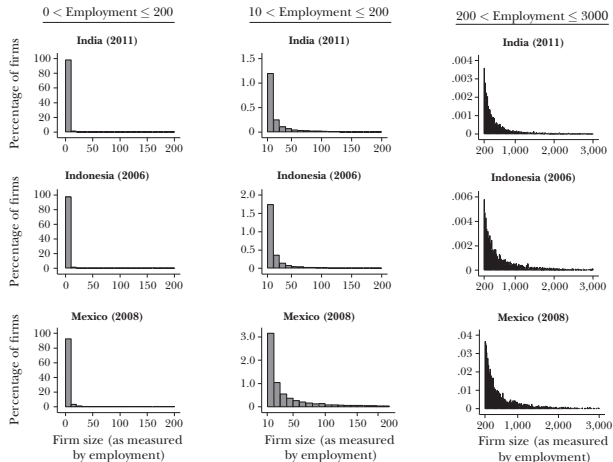 0 < Employment ≤ 200
10 < Employment ≤ 200
200 < Employment ≤ 3000
India (2011)
India (2011)
India (2011)
Percentage of firms
100
80
60
40
20
0
0 50 100 150 200
1.5
1.0
0.5
0.0
10 50 100 150 200
.004
.003
.002
.001
0
200 1,000 2,000 3,000
Indonesia (2006)
Indonesia (2006)
Indonesia (2006)
Percentage of firms
100
80
60
40
20
0
0 50 100 150 200
2.0
1.5
1.0
0.5
0.0
10 50 100 150 200
.006
.004
.002
0
200 1,000 2,000 3,000
Mexico (2008)
Mexico (2008)
Mexico (2008)
Percentage of firms
100
80
60
40
20
0
0 50 100 150 200
3.0
2.0
1.0
0.0
10 50 100 150 200
.04
.03
.02
.01
0
200 1,000 2,000 3,000
Firm size (as measured
by employment)
Firm size (as measured
by employment)
Firm size (as measured
by employment)